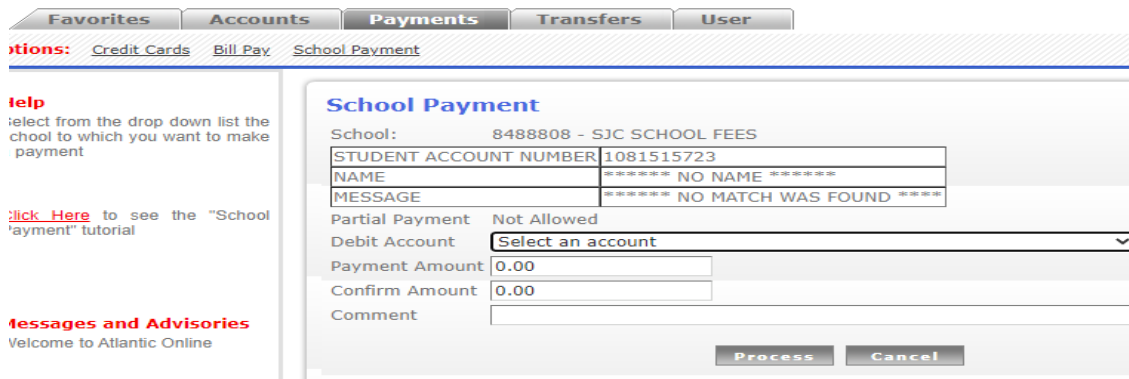 Favorites Accounts Payments Transfers User
otions: Credit Cards Bill Pay School Payment
Help
Select from the drop down list the
school to which you want to make
payment
Click Here to see the "School
Payment" tutorial
Messages and Advisories
Welcome to Atlantic Online
School Payment
School: 8488808 - SJC SCHOOL FEES
STUDENT ACCOUNT NUMBER 1081515723
NAME ****** NO NAME ******
MESSAGE ****** NO MATCH WAS FOUND ****
Partial Payment Not Allowed
Debit Account Select an account
Payment Amount 0.00
Confirm Amount 0.00
Comment
Process Cancel